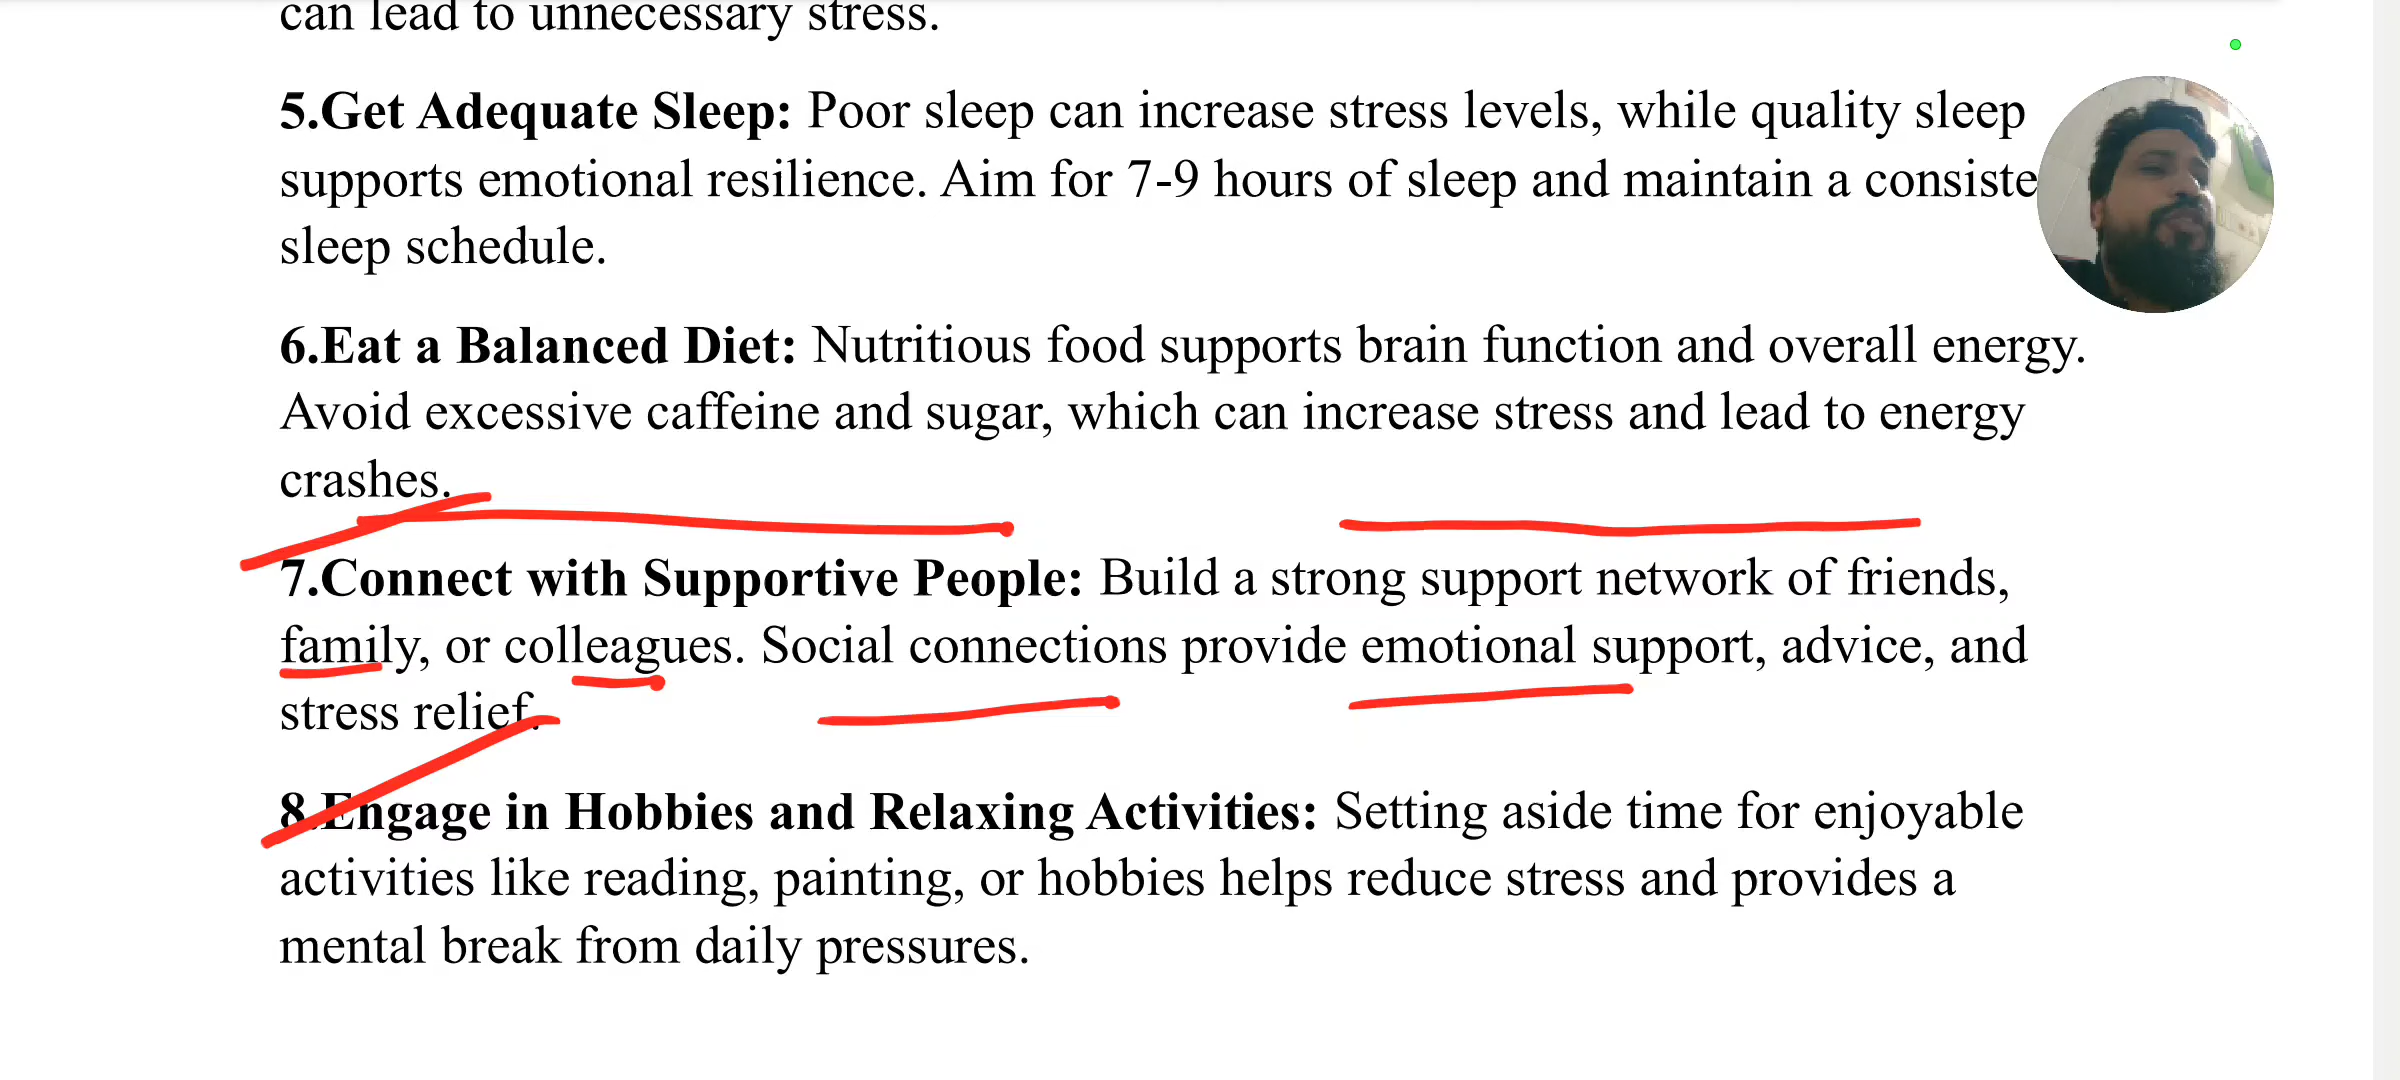 can lead to unnecessary stress.
5.Get Adequate Sleep: Poor sleep can increase stress levels, while quality sleep
supports emotional resilience. Aim for 7-9 hours of sleep and maintain a consiste
sleep schedule.
6.Eat a Balanced Diet: Nutritious food supports brain function and overall energy.
Avoid excessive caffeine and sugar, which can increase stress and lead to energy
crashes.
7.Connect with Supportive People: Build a strong support network of friends,
family, or colleagues. Social connections provide emotional support, advice, and
stress relief.
8.Engage in Hobbies and Relaxing Activities: Setting aside time for enjoyable
activities like reading, painting, or hobbies helps reduce stress and provides a
mental break from daily pressures.